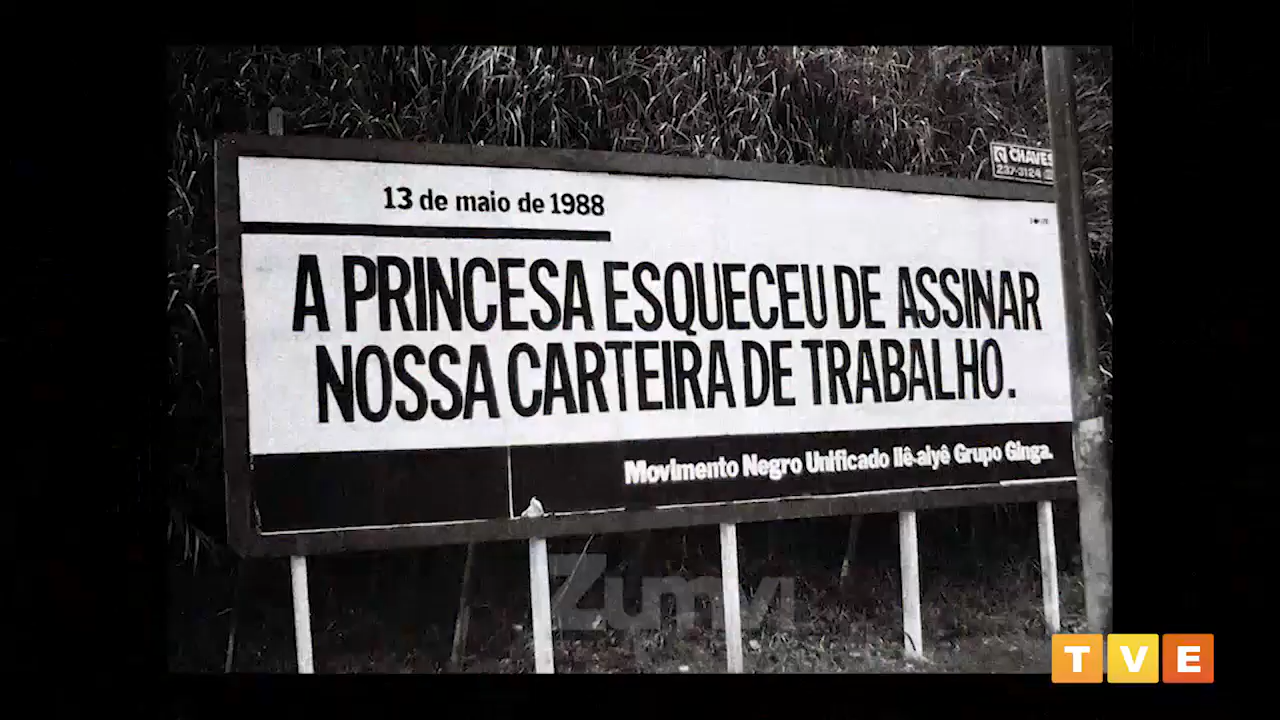 CHAVES
237-3124
13 de maio de 1988
A PRINCESA ESQUECEU DE ASSINAR
NOSSA CARTEIRA DE TRABALHO.
Movimento Negro Unificado Ilê-aiyê Grupo Ginga.
Zumví
TVE